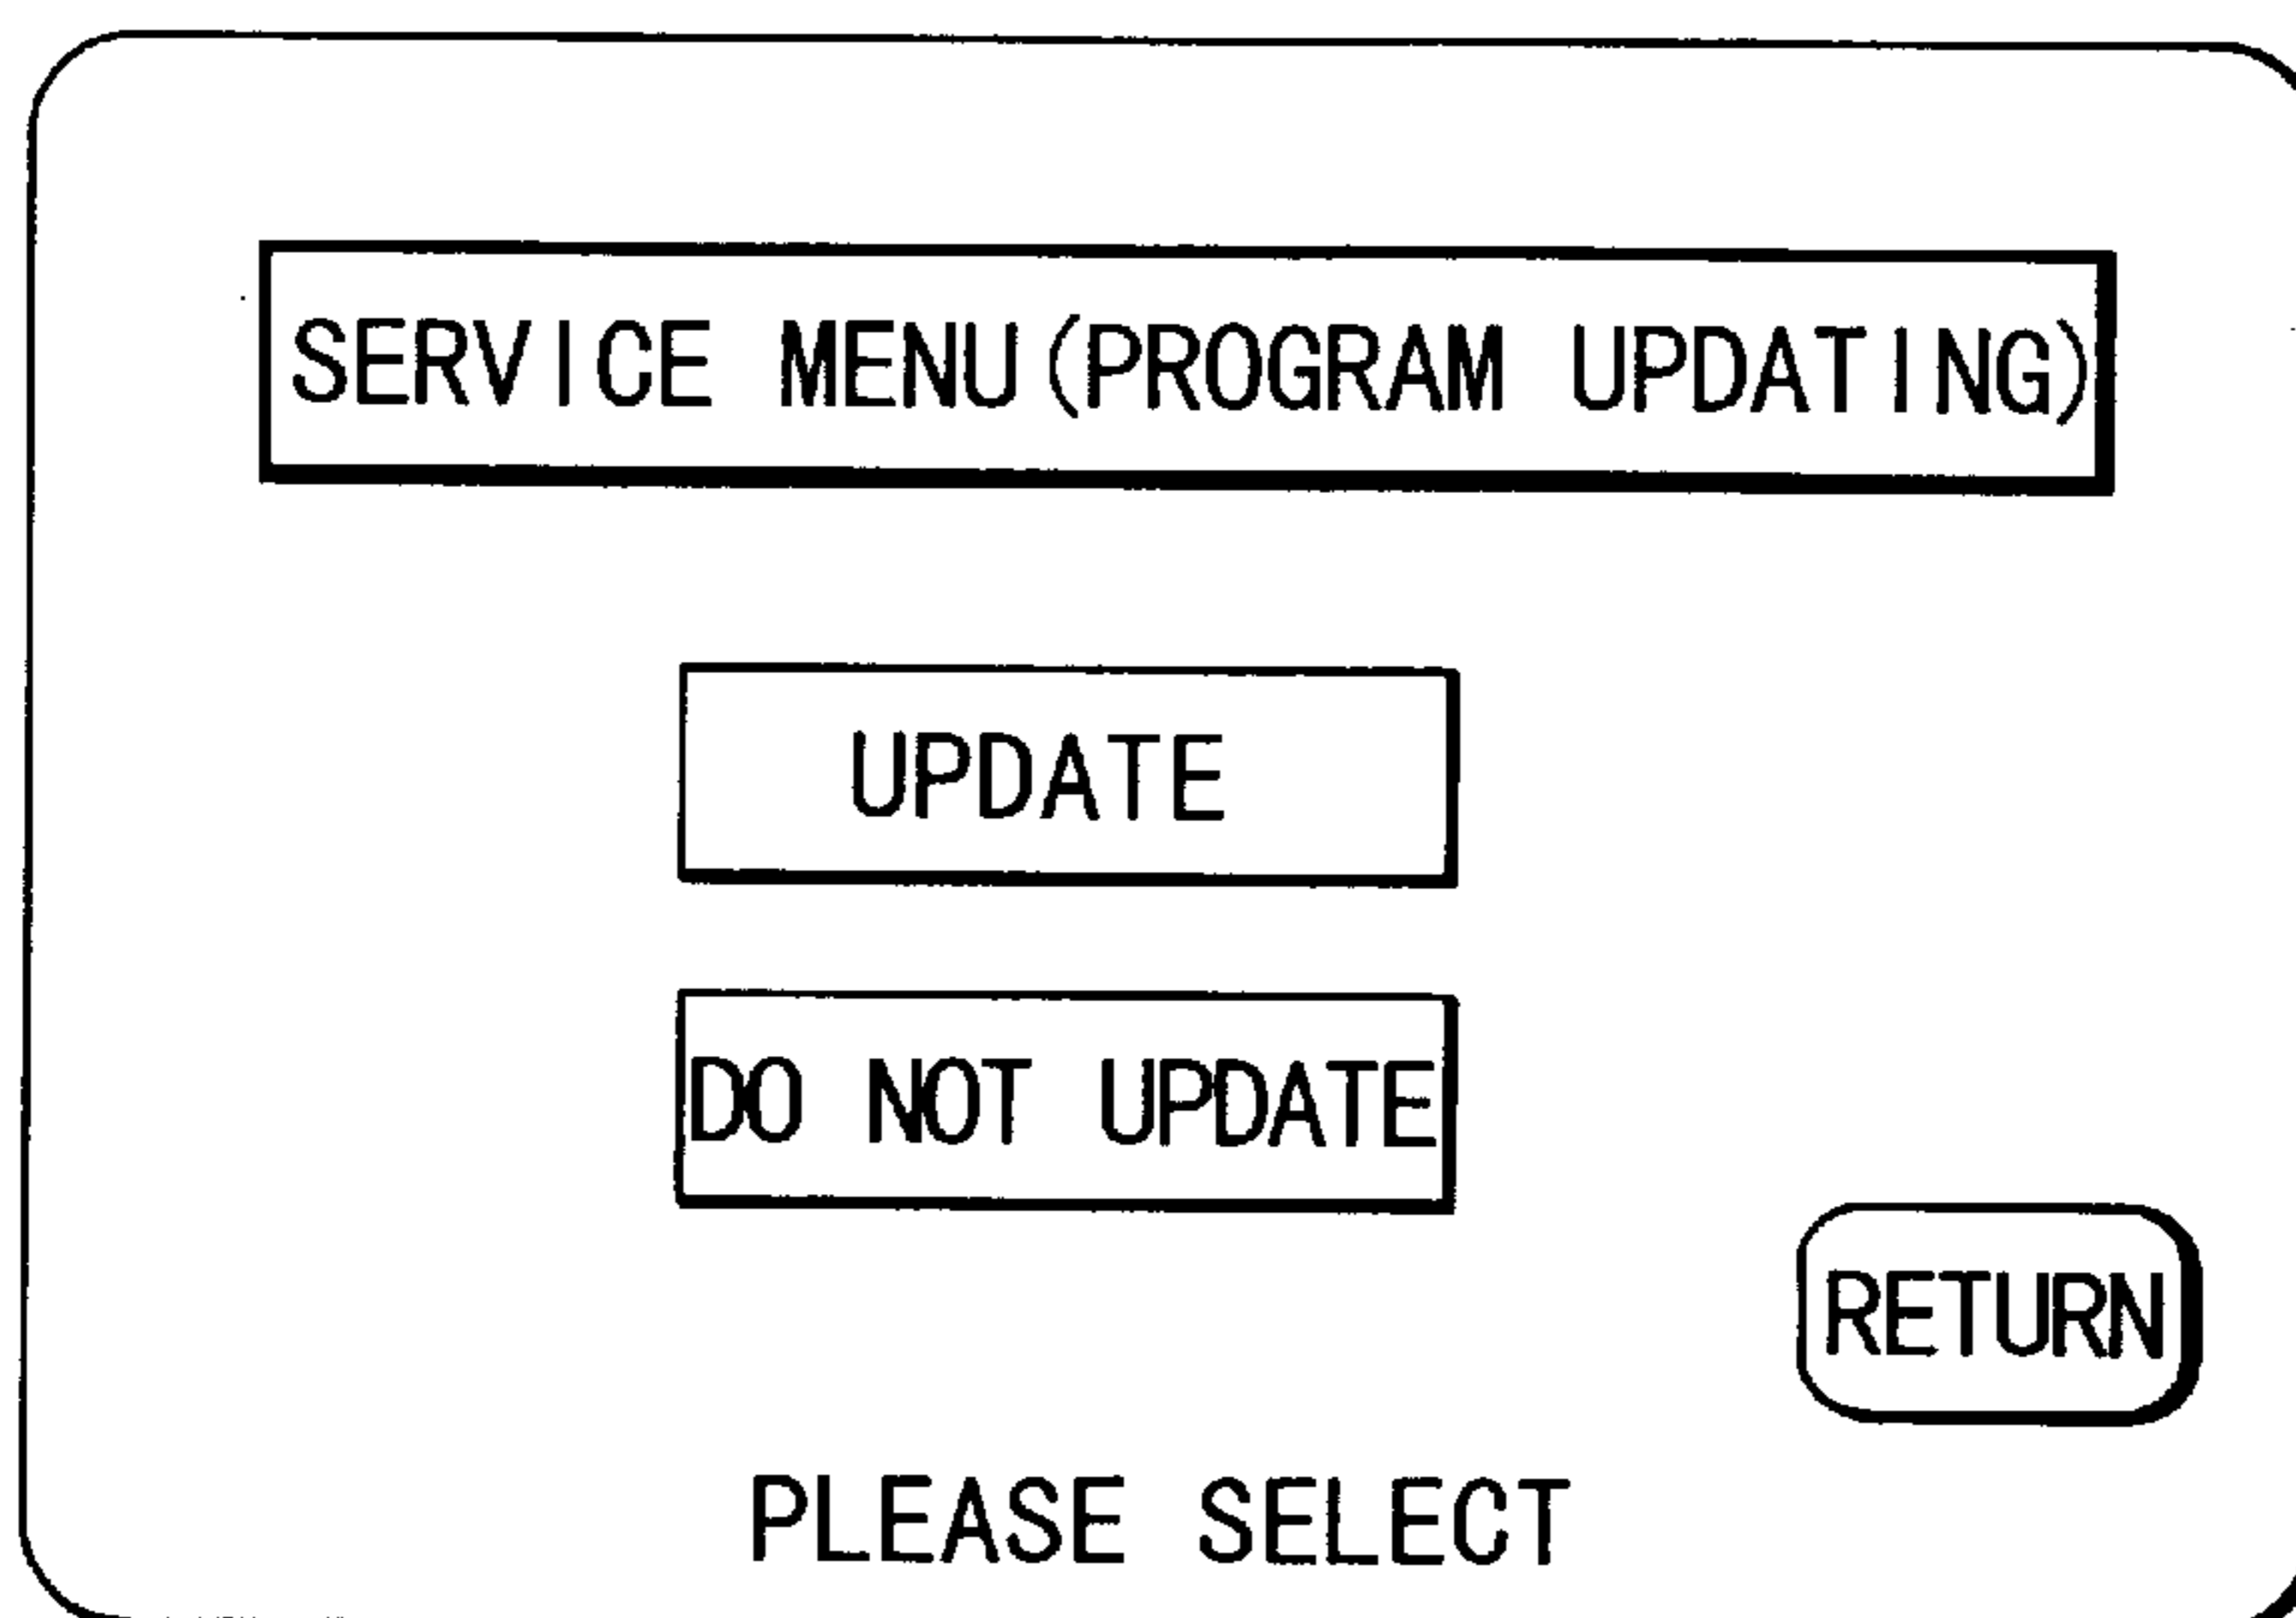 SERVICE MENU(PROGRAM UPDATING)
UPDATE
DO NOT UPDATE
RETURN
PLEASE SELECT